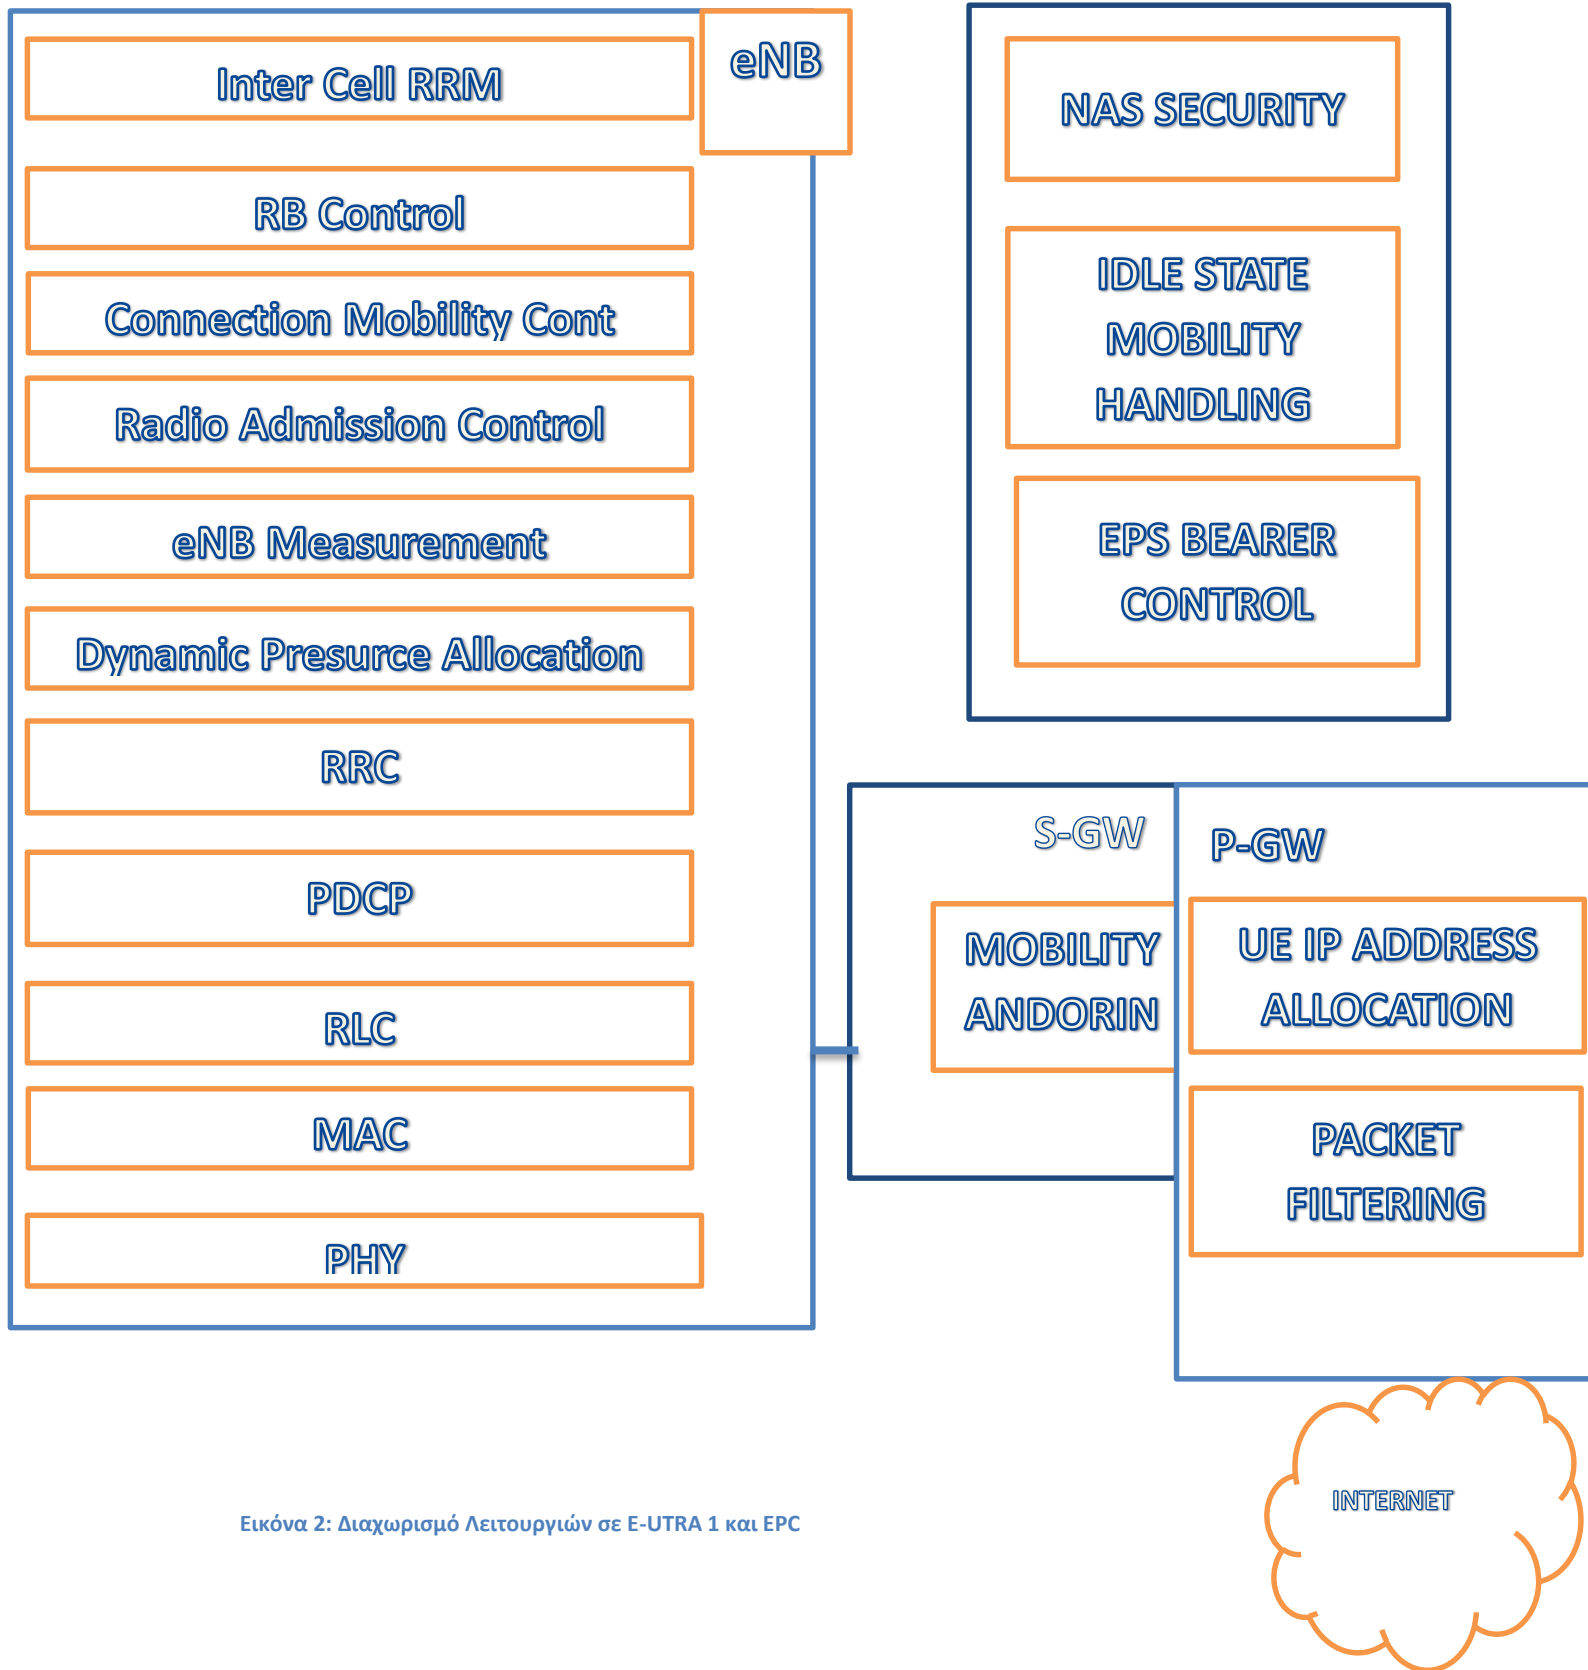 eNB
Inter Cell RRM
RB Control
Connection Mobility Cont
Radio Admission Control
eNB Measurement
Dynamic Presurce Allocation
RRC
PDCP
RLC
MAC
PHY
NAS SECURITY
IDLE STATE
MOBILITY
HANDLING
EPS BEARER
CONTROL
S-GW
MOBILITY
ANDORIN
P-GW
UE IP ADDRESS
ALLOCATION
PACKET
FILTERING
INTERNET
Εικόνα 2: Διαχωρισμό Λειτουργιών σε E-UTRA 1 και EPC